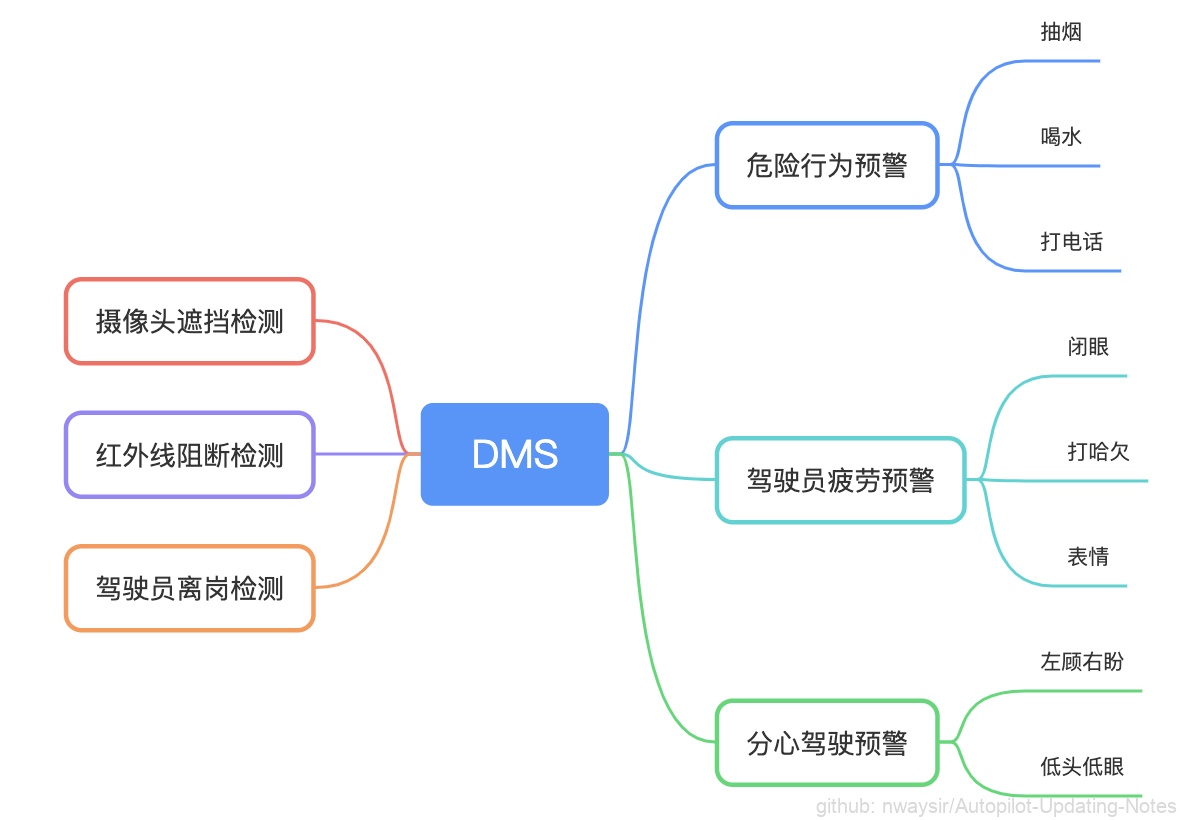 抽烟
喝水
危险行为预警
打电话
摄像头遮挡检测
闭眼
红外线阻断检测
DMS
打哈欠
驾驶员疲劳预警
表情
驾驶员离岗检测
左顾右盼
分心驾驶预警
低头低眼
github: nwaysir/Autopilot-Updating-Notes